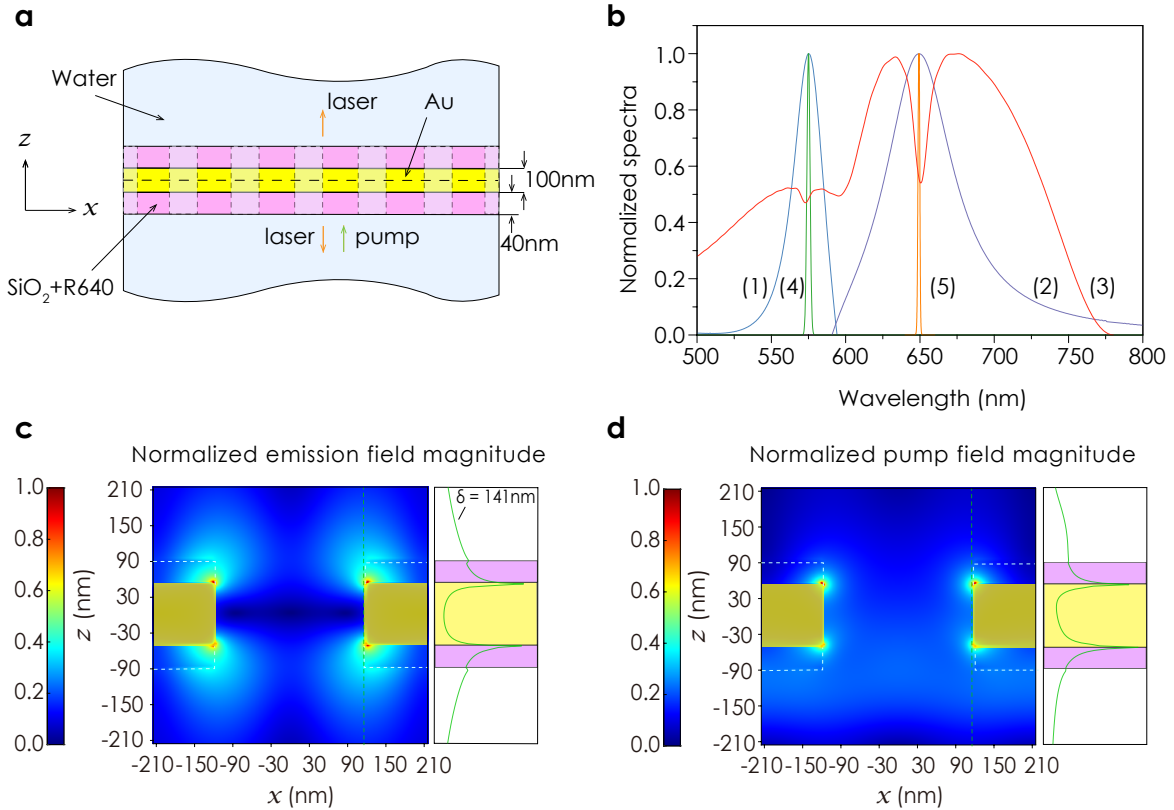 a
Water
laser
Au
z
x
100nm
40nm
laser
pump
SiO2+R640
b
Normalized spectra
1.0
0.8
0.6
0.4
0.2
0.0
(1)
(4)
(5)
(2)
(3)
500
550
600
650
700
750
800
Wavelength (nm)
c
Normalized emission field magnitude
1.0
0.8
0.6
0.4
0.2
0.0
z (nm)
210
150
90
30
-30
-90
-150
-210
δ = 141nm
-210
-150
-90
-30
30
90
150
210
x (nm)
d
Normalized pump field magnitude
1.0
0.8
0.6
0.4
0.2
0.0
z (nm)
210
150
90
30
-30
-90
-150
-210
-210
-150
-90
-30
30
90
150
210
x (nm)